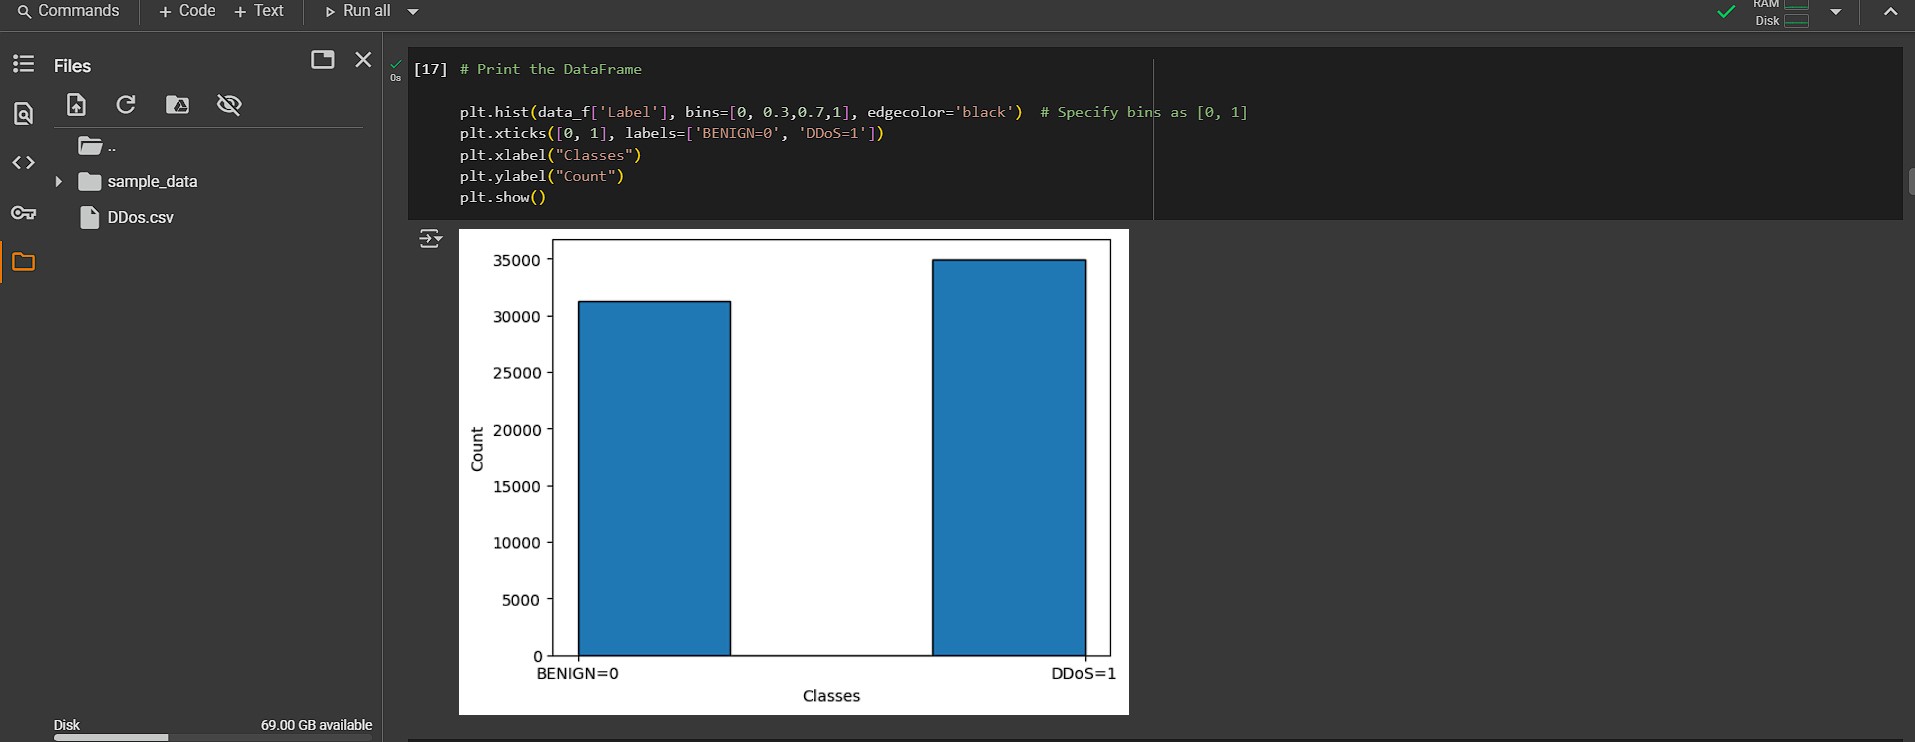 Commands + Code + Text Run all
RAM
Disk
Files
..
sample_data
DDos.csv
Disk 69.00 GB available
0s
[17] # Print the DataFrame
plt.hist(data_f['Label'], bins=[0, 0.3,0.7,1], edgecolor='black')  # Specify bins as [0, 1]
plt.xticks([0, 1], labels=['BENIGN=0', 'DDoS=1'])
plt.xlabel("Classes")
plt.ylabel("Count")
plt.show()
35000
30000
25000
20000
15000
10000
5000
0
Count
BENIGN=0 DDoS=1
Classes